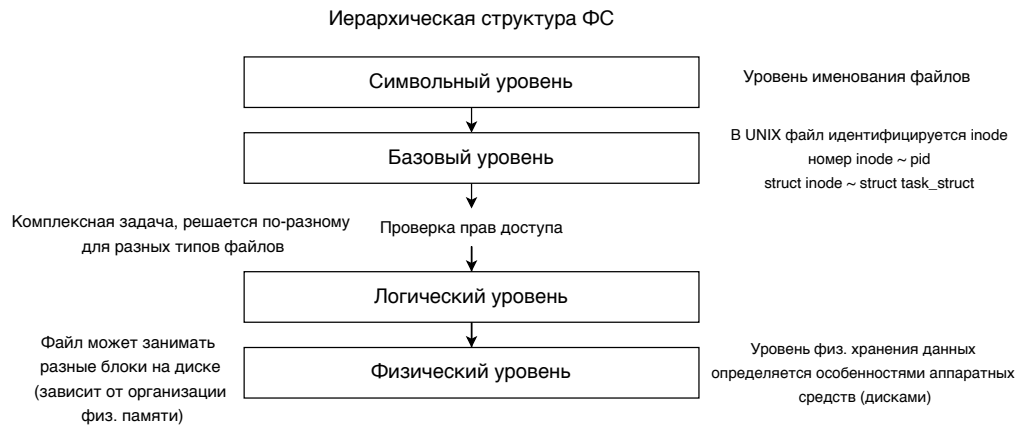 Иерархическая структура ФС
Символьный уровень
Уровень именования файлов
Базовый уровень
В UNIX файл идентифицируется inode
номер inode ~ pid
struct inode ~ struct task_struct
Комплексная задача, решается по-разному
для разных типов файлов
Проверка прав доступа
Логический уровень
Файл может занимать
разные блоки на диске
(зависит от организации
физ. памяти)
Физический уровень
Уровень физ. хранения данных
определяется особенностями аппаратных
средств (дисками)